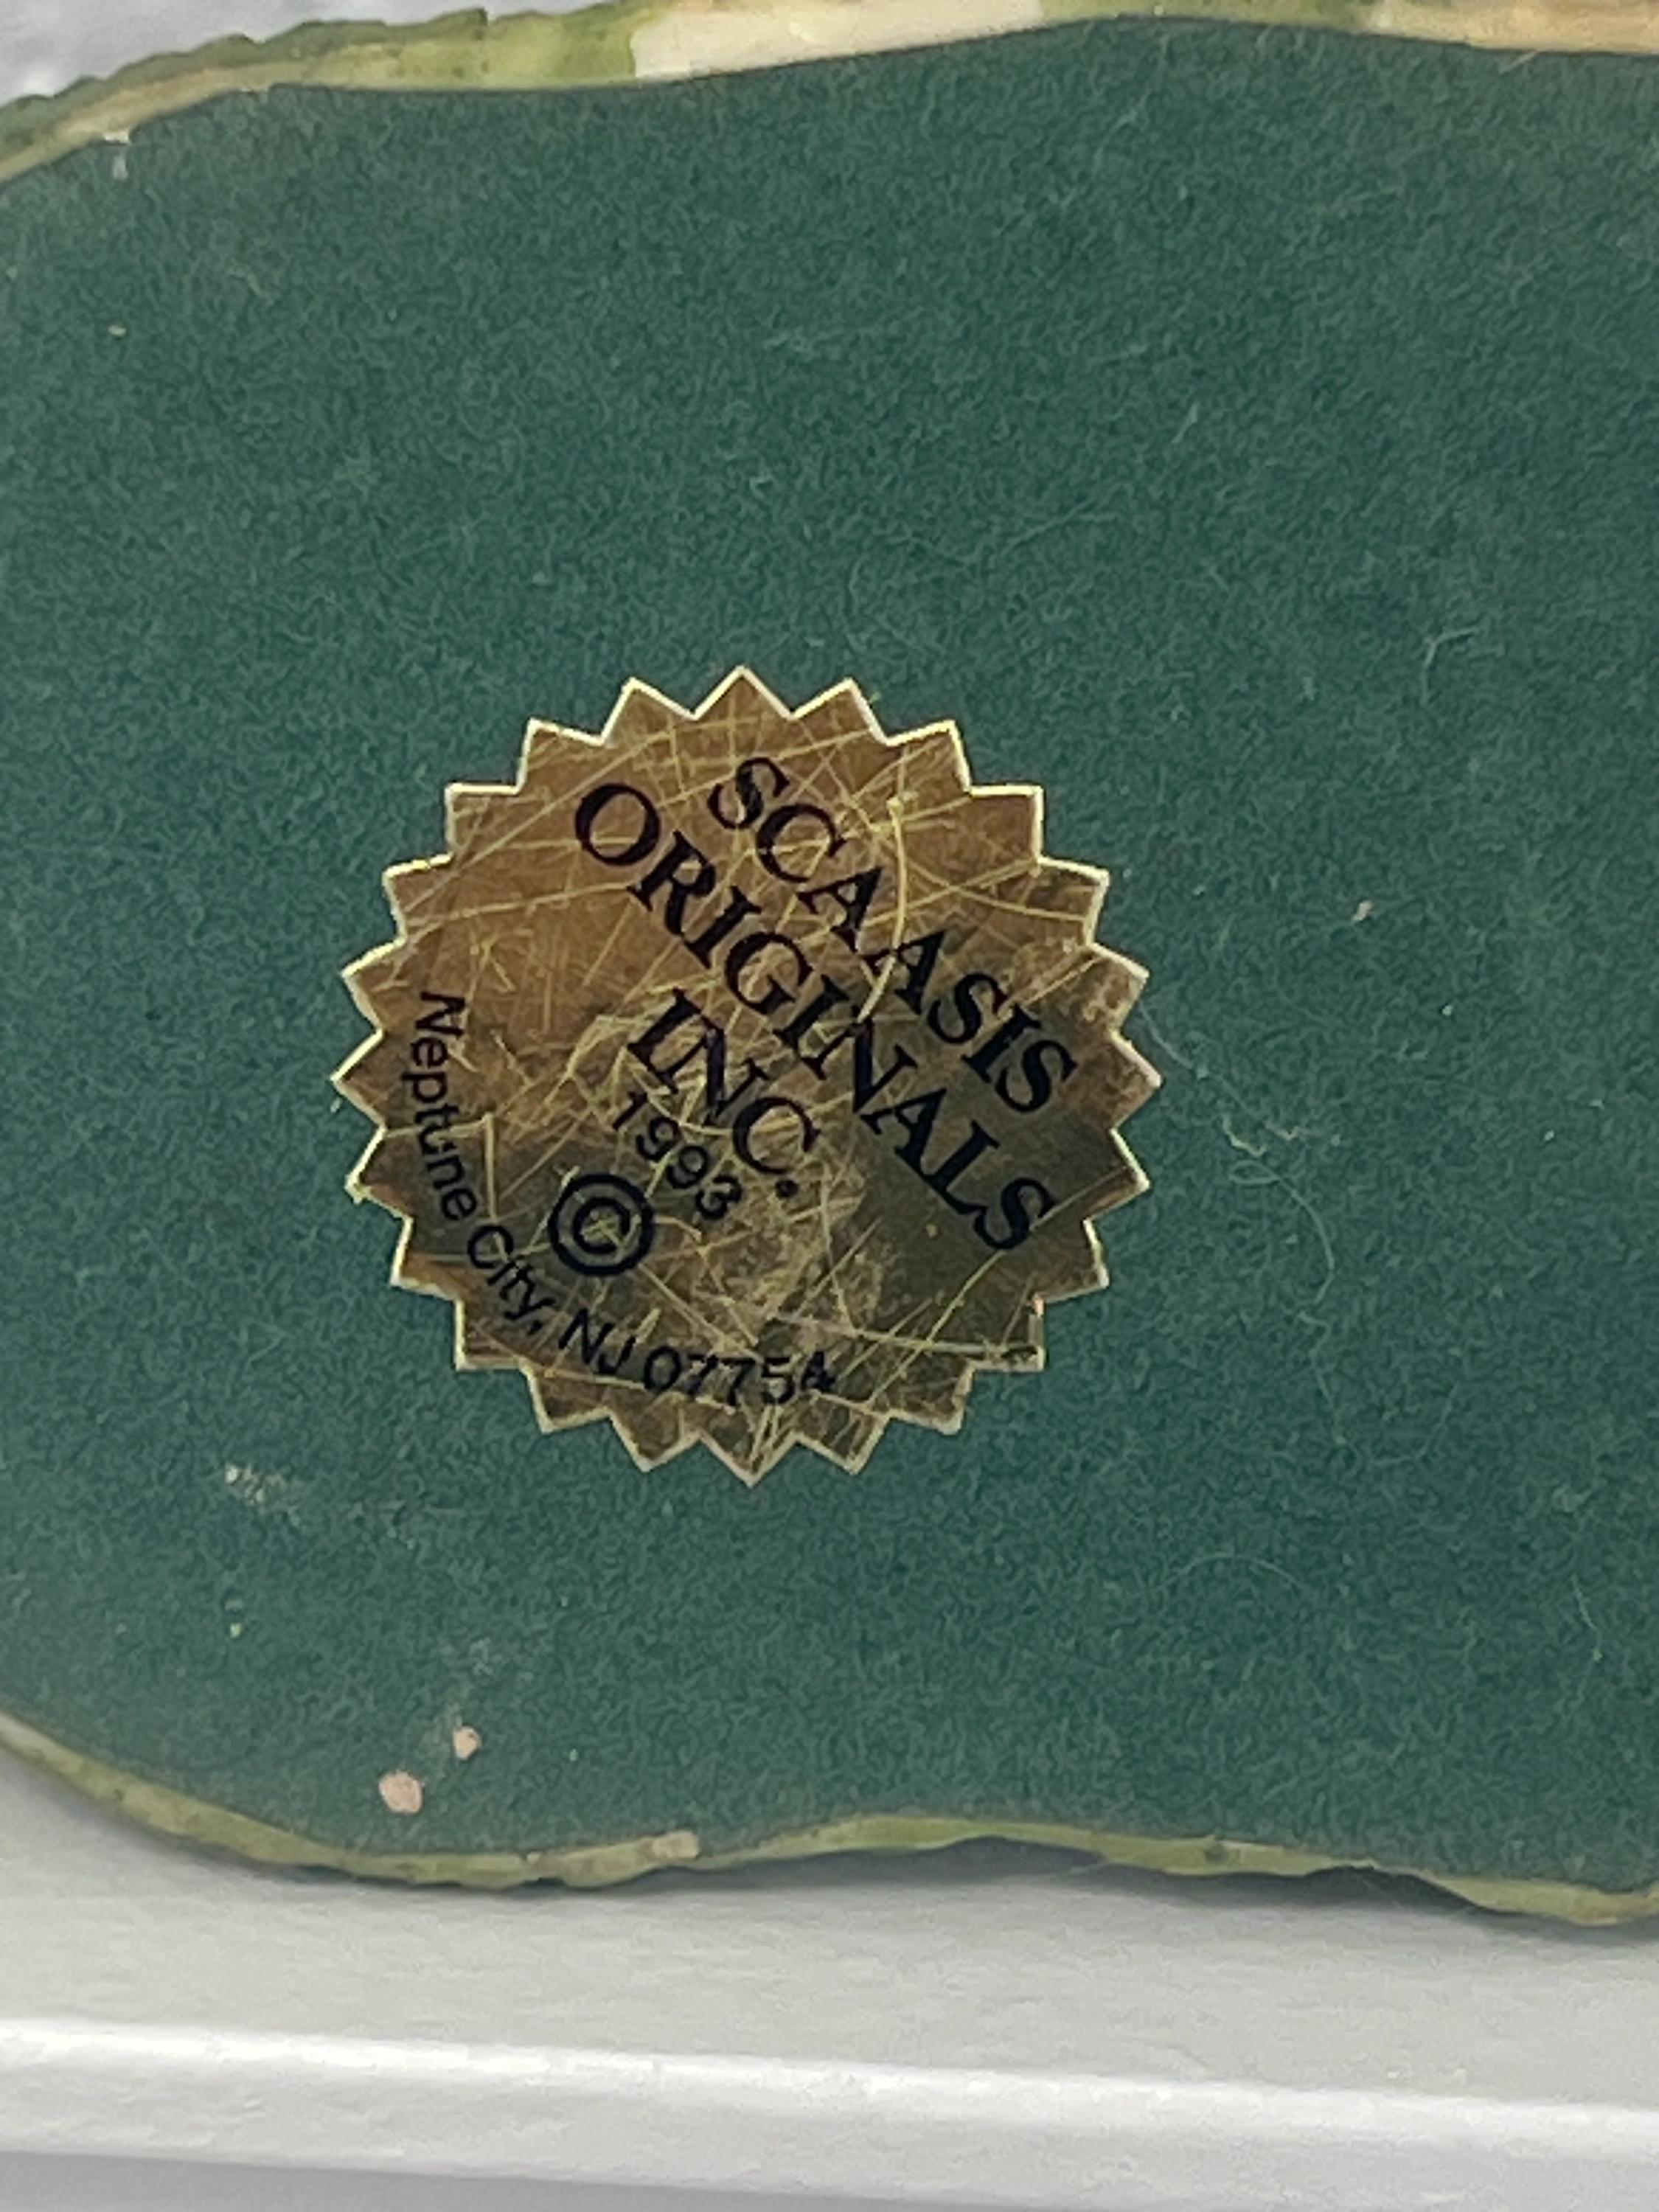 SCAASIS
ORIGINALS
INC.
1993
©
Neptune City, NJ 07754